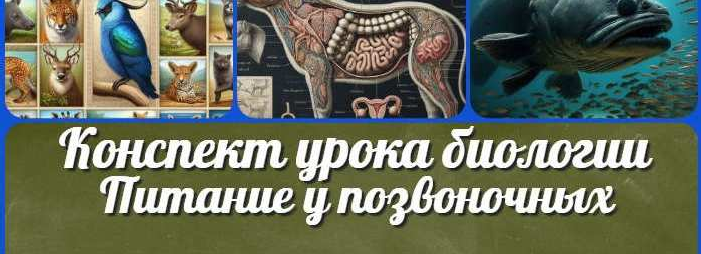 Конспект урока биологии
Питание у позвоночных